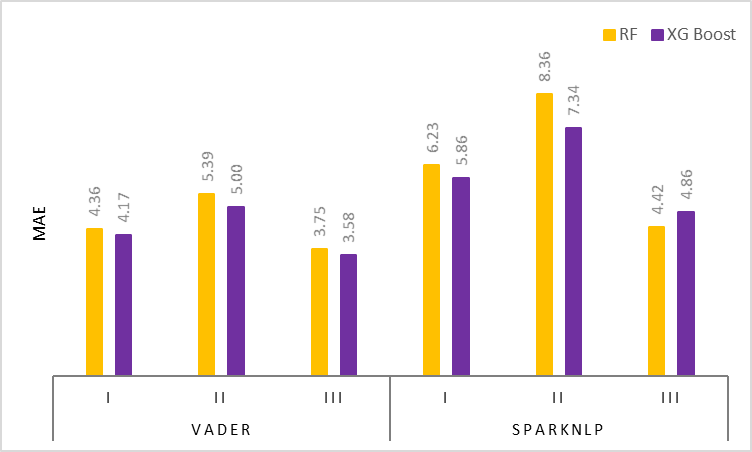 RF XG Boost
MAE
4.36 4.17 5.39 5.00 3.75 3.58 6.23 5.86 8.36 7.34 4.42 4.86
I II III I II III
VADER SPARKNLP